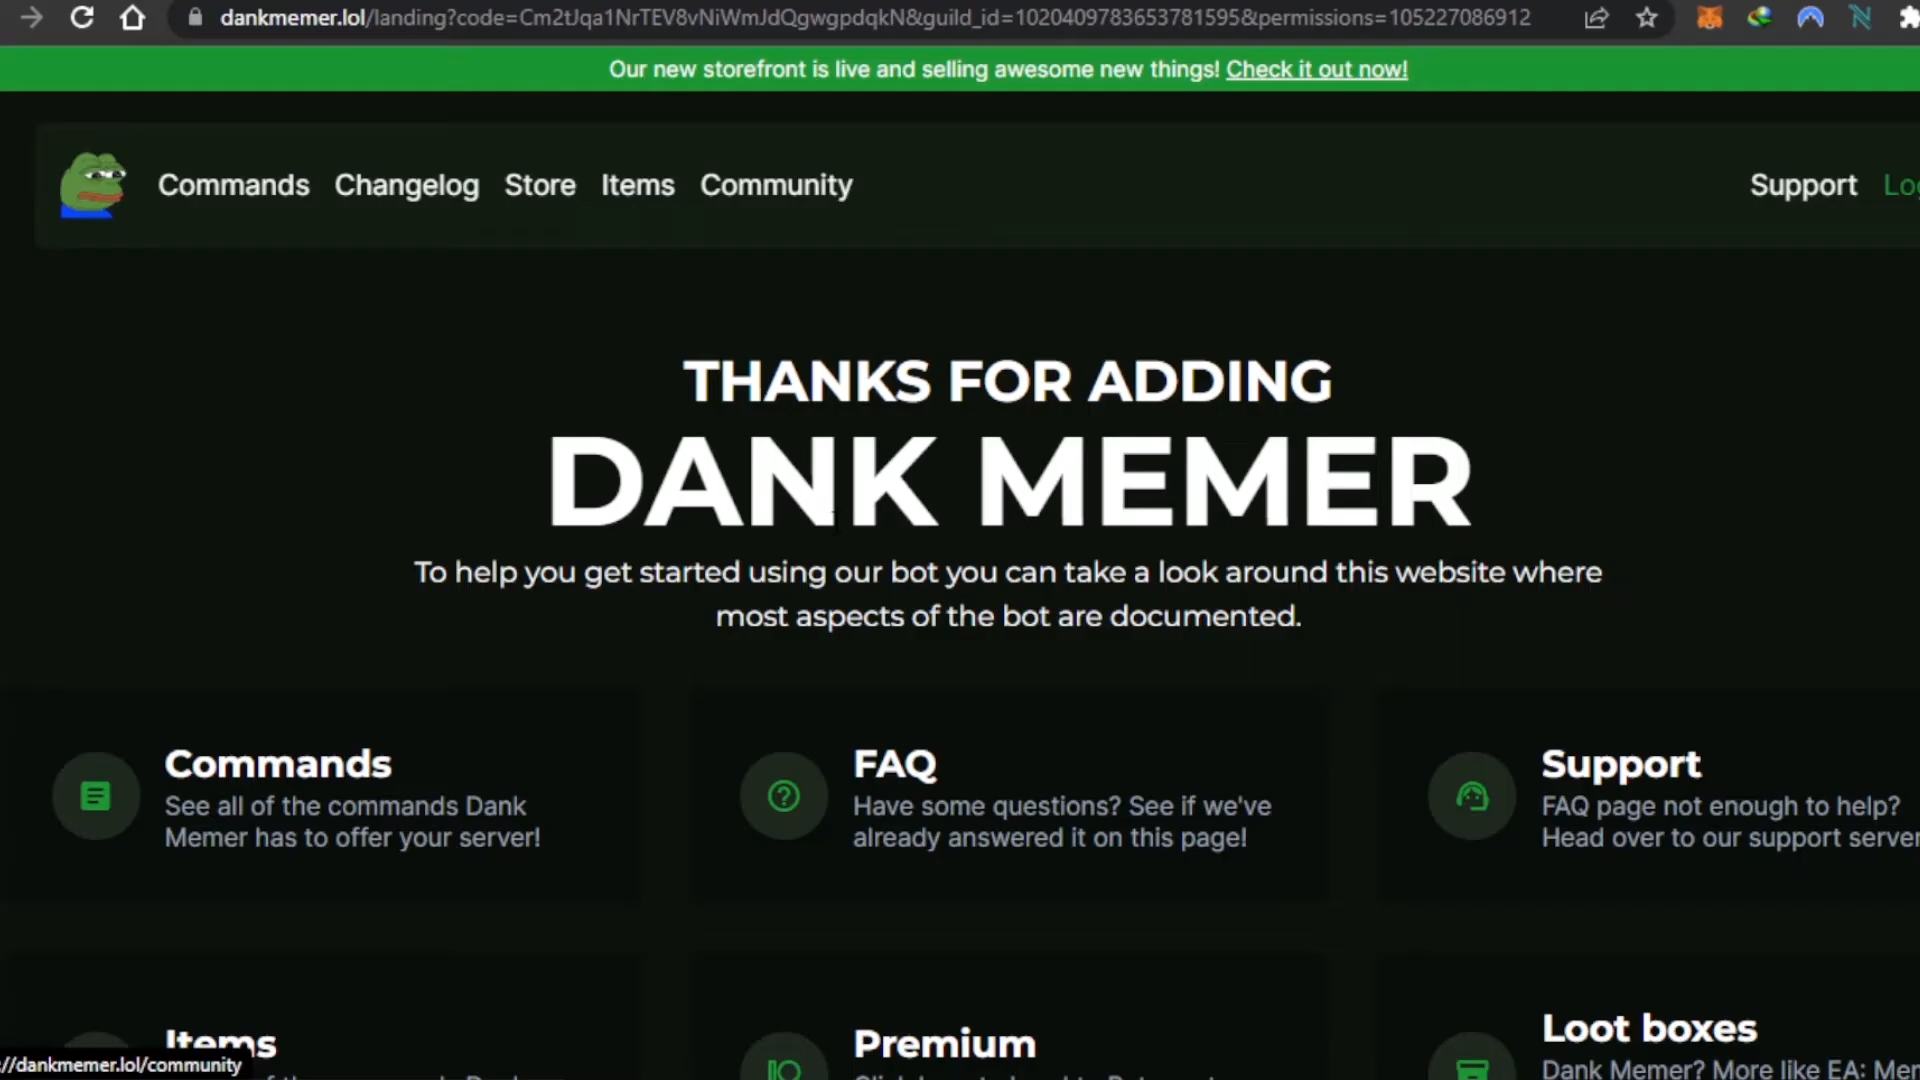 dankmemer.lol/landing?code=Cm2tJqa1NrTEV8vNiWmJdQgwgpdqkN&guild_id=1020409783653781595&permissions=105227086912
Our new storefront is live and selling awesome new things! Check it out now!
Commands Changelog Store Items Community Support
THANKS FOR ADDING
DANK MEMER
To help you get started using our bot you can take a look around this website where
most aspects of the bot are documented.
Commands
See all of the commands Dank
Memer has to offer your server!
FAQ
Have some questions? See if we've
already answered it on this page!
Support
FAQ page not enough to help?
Head over to our support server
Items
Premium
Loot boxes
Dank Memer? More like EA:
://dankmemer.lol/community